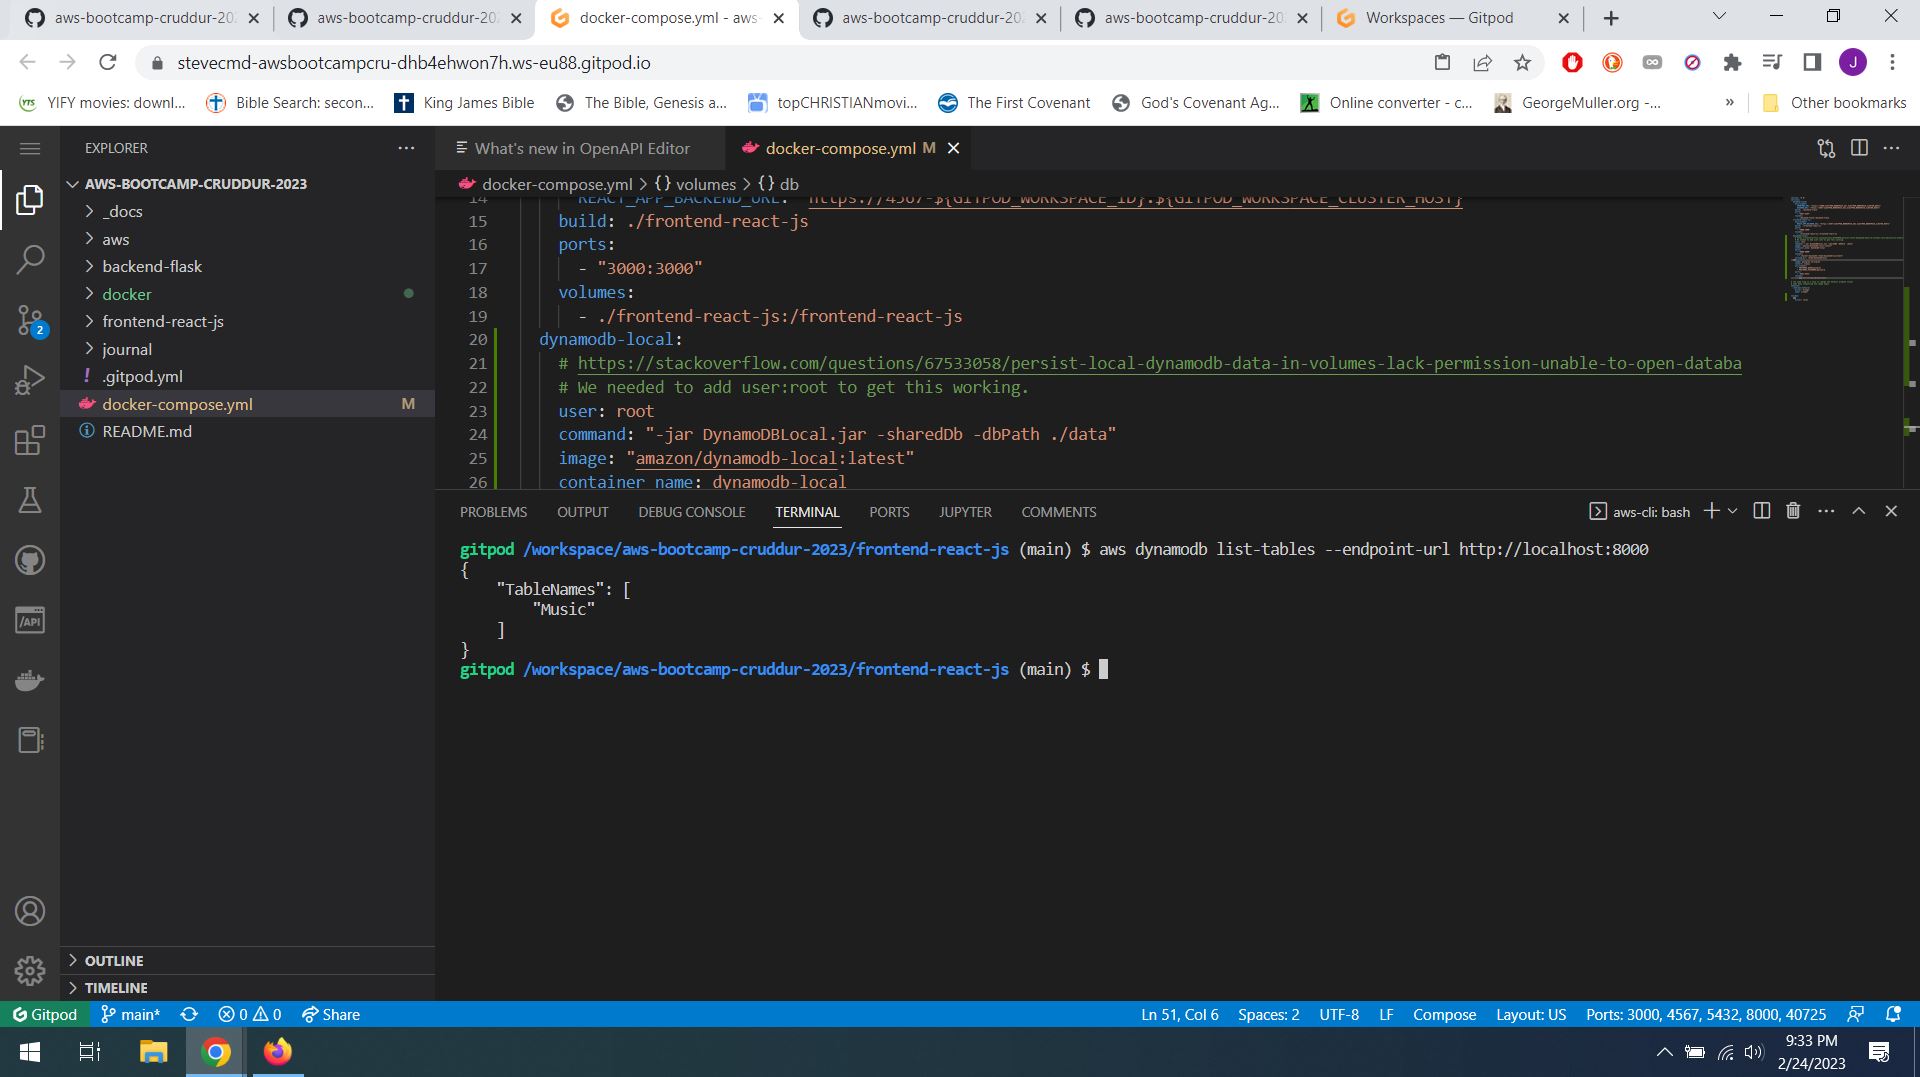 aws-bootcamp-cruddur-202
aws-bootcamp-cruddur-202
docker-compose.yml - aws-
aws-bootcamp-cruddur-202
aws-bootcamp-cruddur-202
Workspaces — Gitpod
stevecmd-awsbootcampcru-dhb4ehwon7h.ws-eu88.gitpod.io
J
YTS
YIFY movies: downl...
Bible Search: secon...
King James Bible
The Bible, Genesis a...
topCHRISTIANmovi...
The First Covenant
God's Covenant Ag...
Online converter - c...
GeorgeMuller.org -...
»
Other bookmarks
EXPLORER
What's new in OpenAPI Editor
docker-compose.yml M
docker-compose.yml > {} volumes > {} db
AWS-BOOTCAMP-CRUDDUR-2023
_docs
aws
backend-flask
docker
frontend-react-js
journal
! .gitpod.yml
docker-compose.yml M
README.md
2
/API
14 REACT_APP_BACKEND_URL: "https://4567-${GITPOD_WORKSPACE_ID}.${GITPOD_WORKSPACE_CLUSTER_HOST}
15 build: ./frontend-react-js
16 ports:
17 - "3000:3000"
18 volumes:
19 - ./frontend-react-js:/frontend-react-js
20 dynamodb-local:
21 # https://stackoverflow.com/questions/67533058/persist-local-dynamodb-data-in-volumes-lack-permission-unable-to-open-databa
22 # We needed to add user:root to get this working.
23 user: root
24 command: "-jar DynamoDBLocal.jar -sharedDb -dbPath ./data"
25 image: "amazon/dynamodb-local:latest"
26 container_name: dynamodb-local
PROBLEMS OUTPUT DEBUG CONSOLE TERMINAL PORTS JUPYTER COMMENTS
aws-cli: bash
gitpod /workspace/aws-bootcamp-cruddur-2023/frontend-react-js (main) $ aws dynamodb list-tables --endpoint-url http://localhost:8000
{
"TableNames": [
"Music"
]
}
gitpod /workspace/aws-bootcamp-cruddur-2023/frontend-react-js (main) $
OUTLINE
TIMELINE
Gitpod main* 0 0 Share
Ln 51, Col 6 Spaces: 2 UTF-8 LF Compose Layout: US Ports: 3000, 4567, 5432, 8000, 40725
9:33 PM
2/24/2023